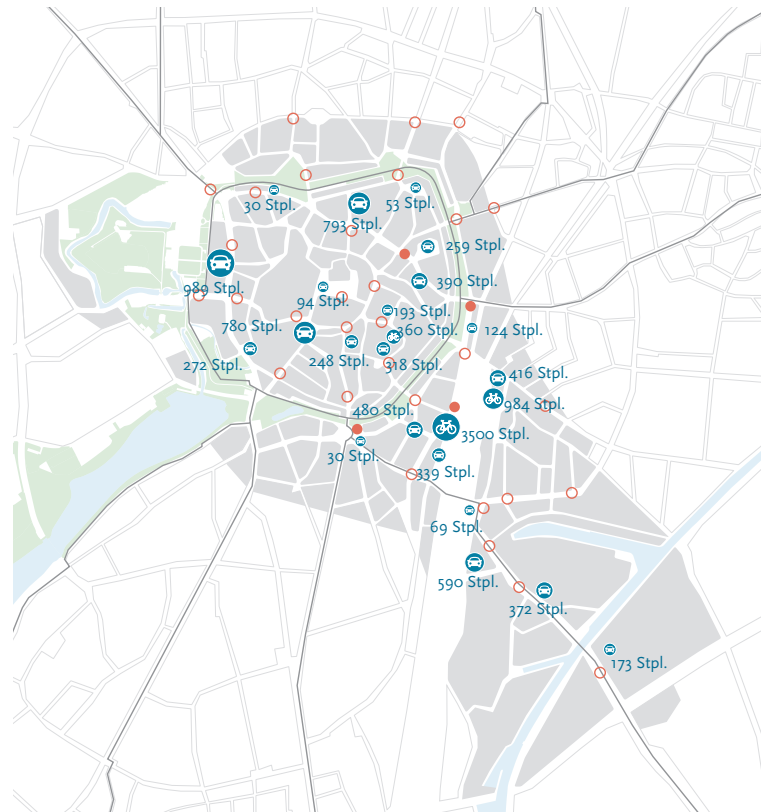 30 Stpl.
53 Stpl.
793 Stpl.
259 Stpl.
989 Stpl.
390 Stpl.
94 Stpl.
193 Stpl.
780 Stpl.
360 Stpl.
124 Stpl.
272 Stpl.
248 Stpl.
318 Stpl.
416 Stpl.
984 Stpl.
480 Stpl.
3500 Stpl.
30 Stpl.
339 Stpl.
69 Stpl.
590 Stpl.
372 Stpl.
173 Stpl.